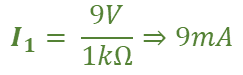 I₁ = 9V / 1kΩ ⇒ 9mA